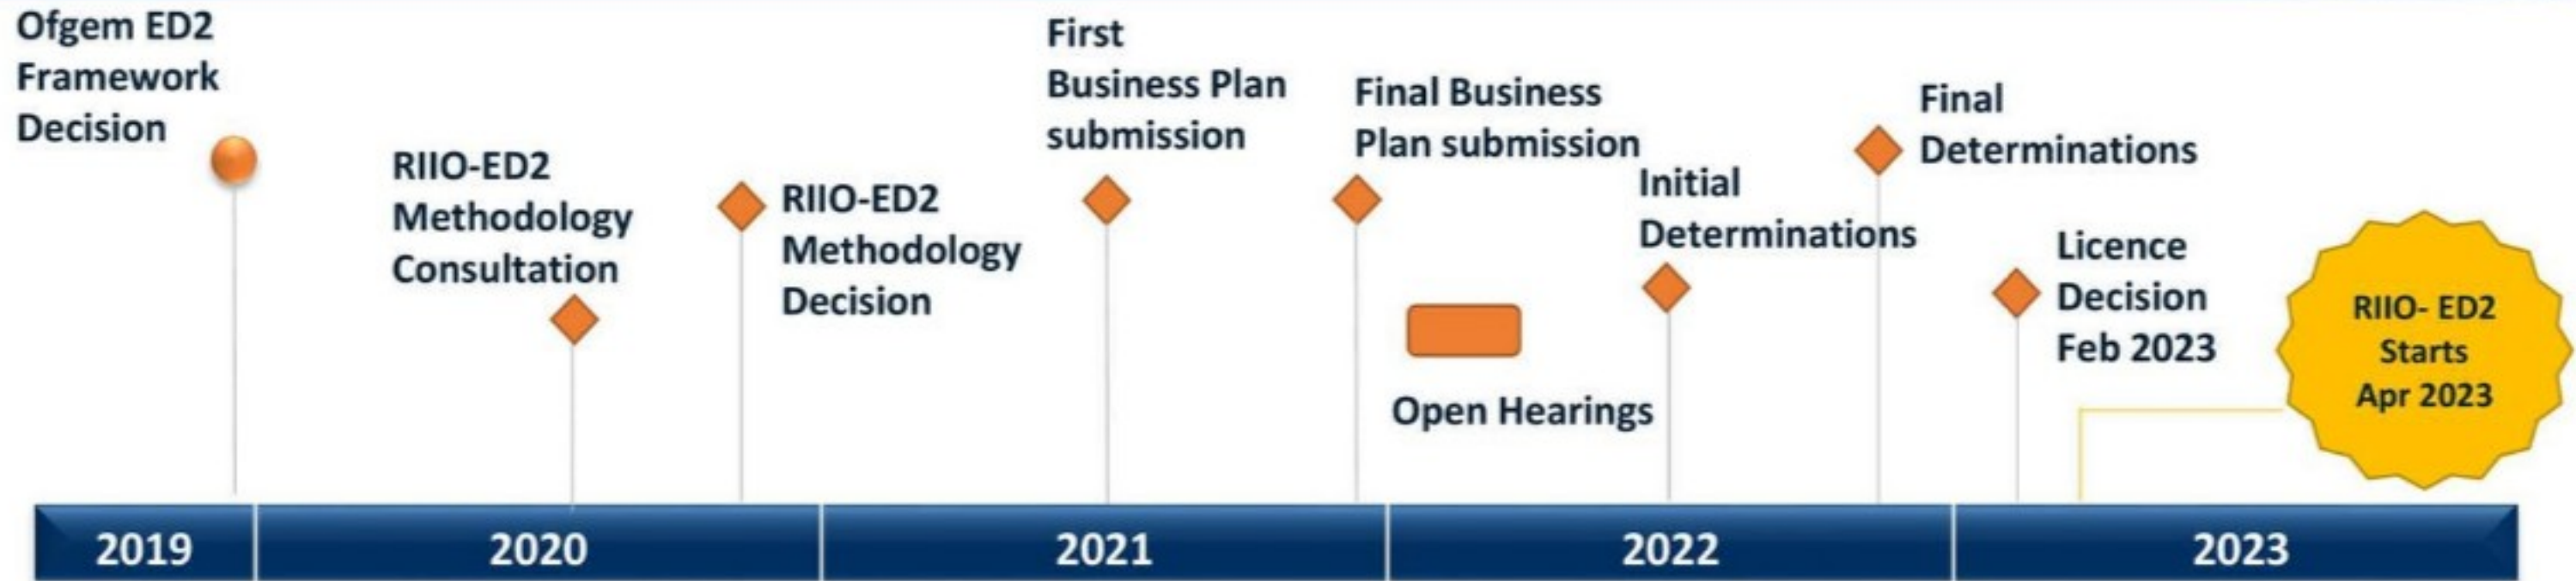 Ofgem ED2
Framework
Decision
RIIO-ED2
Methodology
Consultation
RIIO-ED2
Methodology
Decision
First
Business Plan
submission
Final Business
Plan submission
Open Hearings
Initial
Determinations
Final
Determinations
Licence
Decision
Feb 2023
RIIO- ED2
Starts
Apr 2023
2019
2020
2021
2022
2023